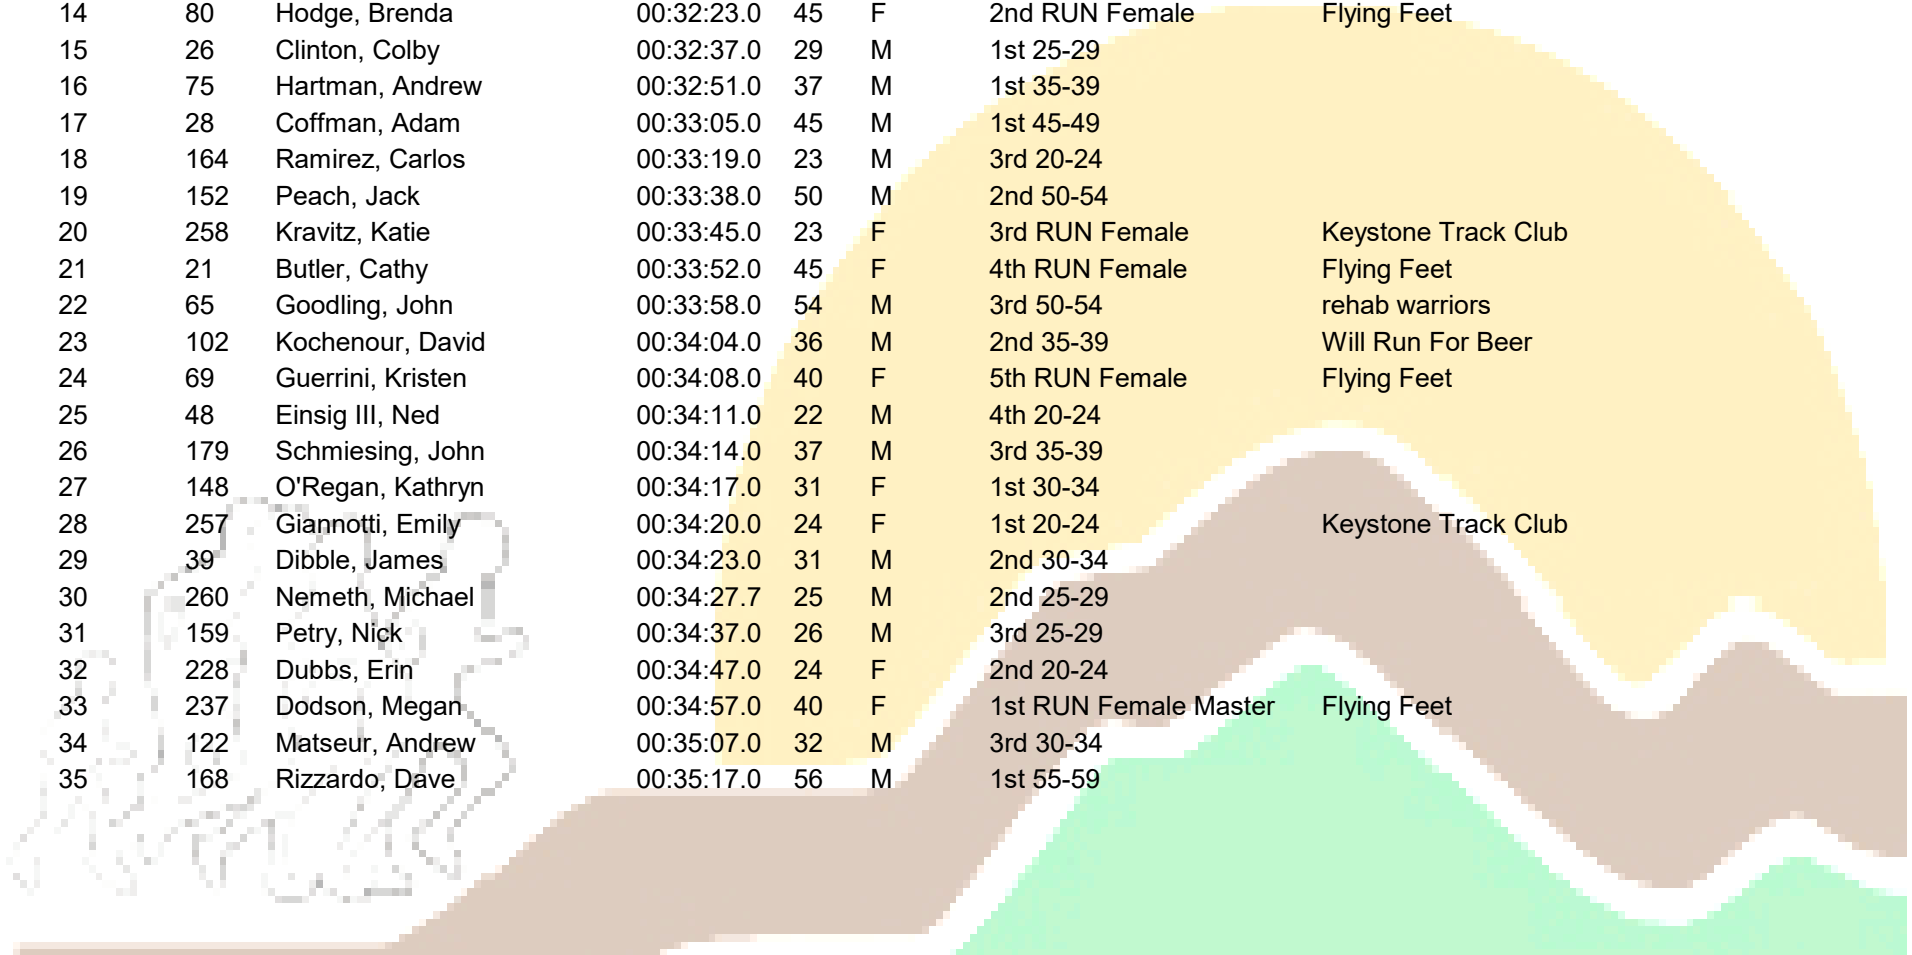 14 80 Hodge, Brenda 00:32:23.0 45 F 2nd RUN Female Flying Feet
15 26 Clinton, Colby 00:32:37.0 29 M 1st 25-29
16 75 Hartman, Andrew 00:32:51.0 37 M 1st 35-39
17 28 Coffman, Adam 00:33:05.0 45 M 1st 45-49
18 164 Ramirez, Carlos 00:33:19.0 23 M 3rd 20-24
19 152 Peach, Jack 00:33:38.0 50 M 2nd 50-54
20 258 Kravitz, Katie 00:33:45.0 23 F 3rd RUN Female Keystone Track Club
21 21 Butler, Cathy 00:33:52.0 45 F 4th RUN Female Flying Feet
22 65 Goodling, John 00:33:58.0 54 M 3rd 50-54 rehab warriors
23 102 Kochenour, David 00:34:04.0 36 M 2nd 35-39 Will Run For Beer
24 69 Guerrini, Kristen 00:34:08.0 40 F 5th RUN Female Flying Feet
25 48 Einsig III, Ned 00:34:11.0 22 M 4th 20-24
26 179 Schmiesing, John 00:34:14.0 37 M 3rd 35-39
27 148 O'Regan, Kathryn 00:34:17.0 31 F 1st 30-34
28 257 Giannotti, Emily 00:34:20.0 24 F 1st 20-24 Keystone Track Club
29 39 Dibble, James 00:34:23.0 31 M 2nd 30-34
30 260 Nemeth, Michael 00:34:27.7 25 M 2nd 25-29
31 159 Petry, Nick 00:34:37.0 26 M 3rd 25-29
32 228 Dubbs, Erin 00:34:47.0 24 F 2nd 20-24
33 237 Dodson, Megan 00:34:57.0 40 F 1st RUN Female Master Flying Feet
34 122 Matseur, Andrew 00:35:07.0 32 M 3rd 30-34
35 168 Rizzardo, Dave 00:35:17.0 56 M 1st 55-59